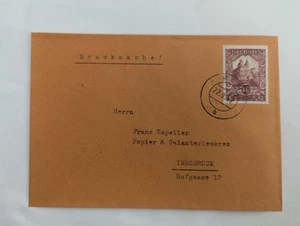 Drucksache!
Herrn
Franz Kapeller
Papier & Galanteriewaren
INNSBRUCK
Hofgasse 12